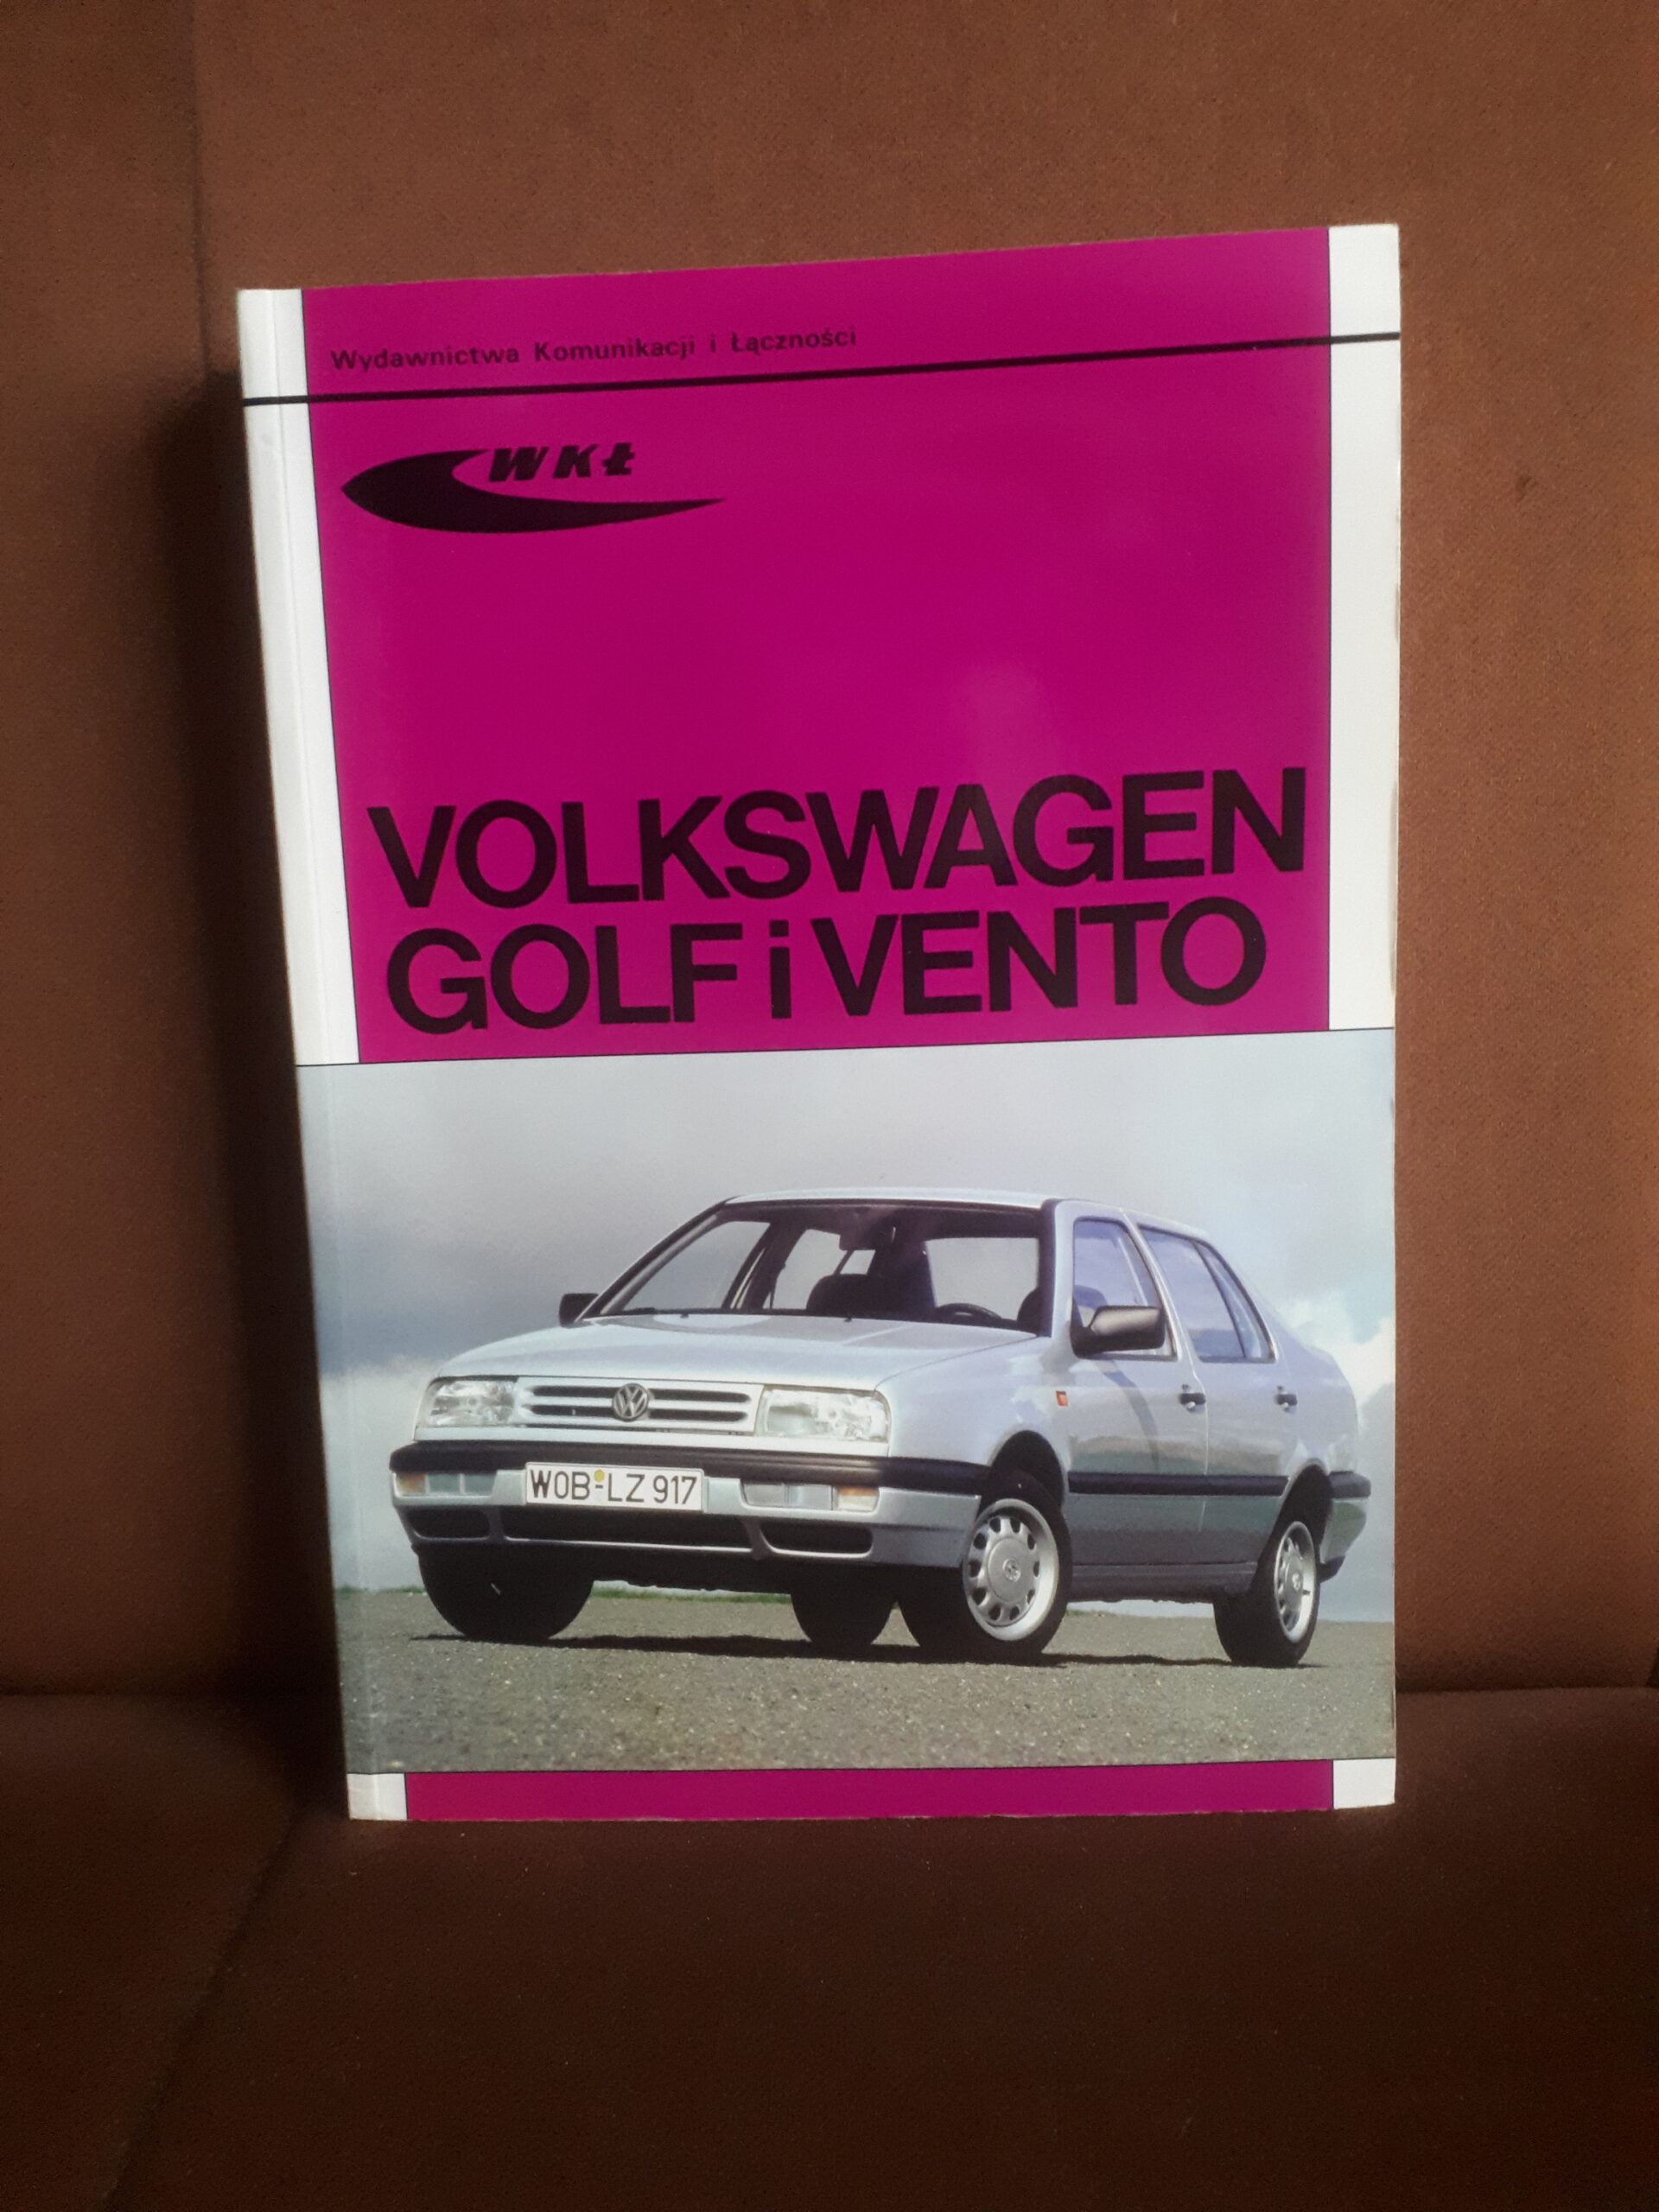 Wydawnictwa Komunikacji i Łączności
WKŁ
VOLKSWAGEN
GOLF i VENTO
WOB-LZ 917